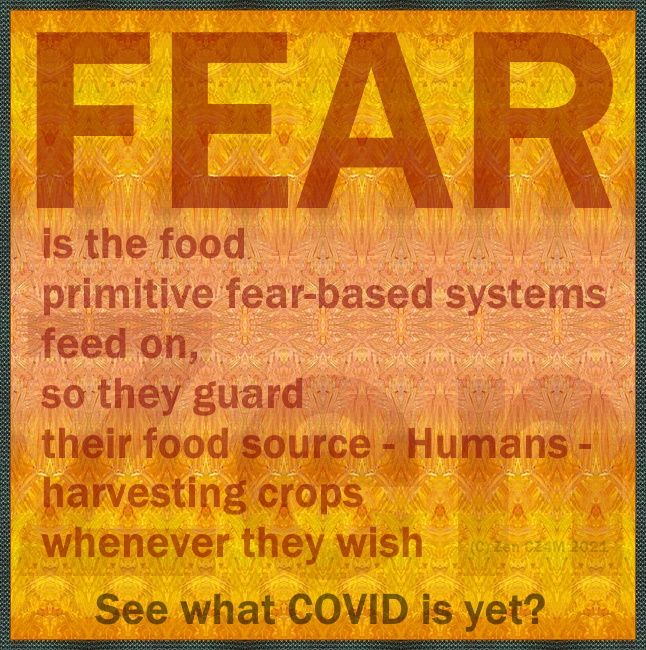 FEAR
is the food
primitive fear-based systems
feed on,
so they guard
their food source - Humans -
harvesting crops
whenever they wish
(C) Zen CZ4M 2021
See what COVID is yet?